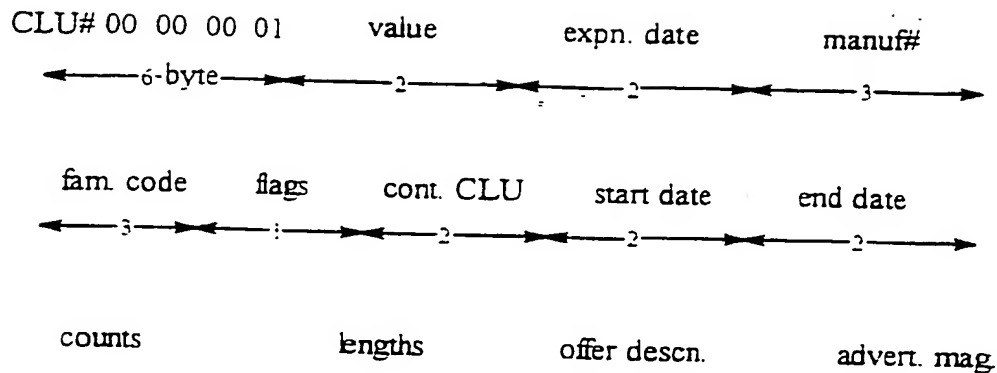 CLU# 00 00 00 01 value expn. date manuf#
6-byte 2 2 3
fam. code flags cont. CLU start date end date
3 2 2 2
counts lengths offer descn. advert. mag.